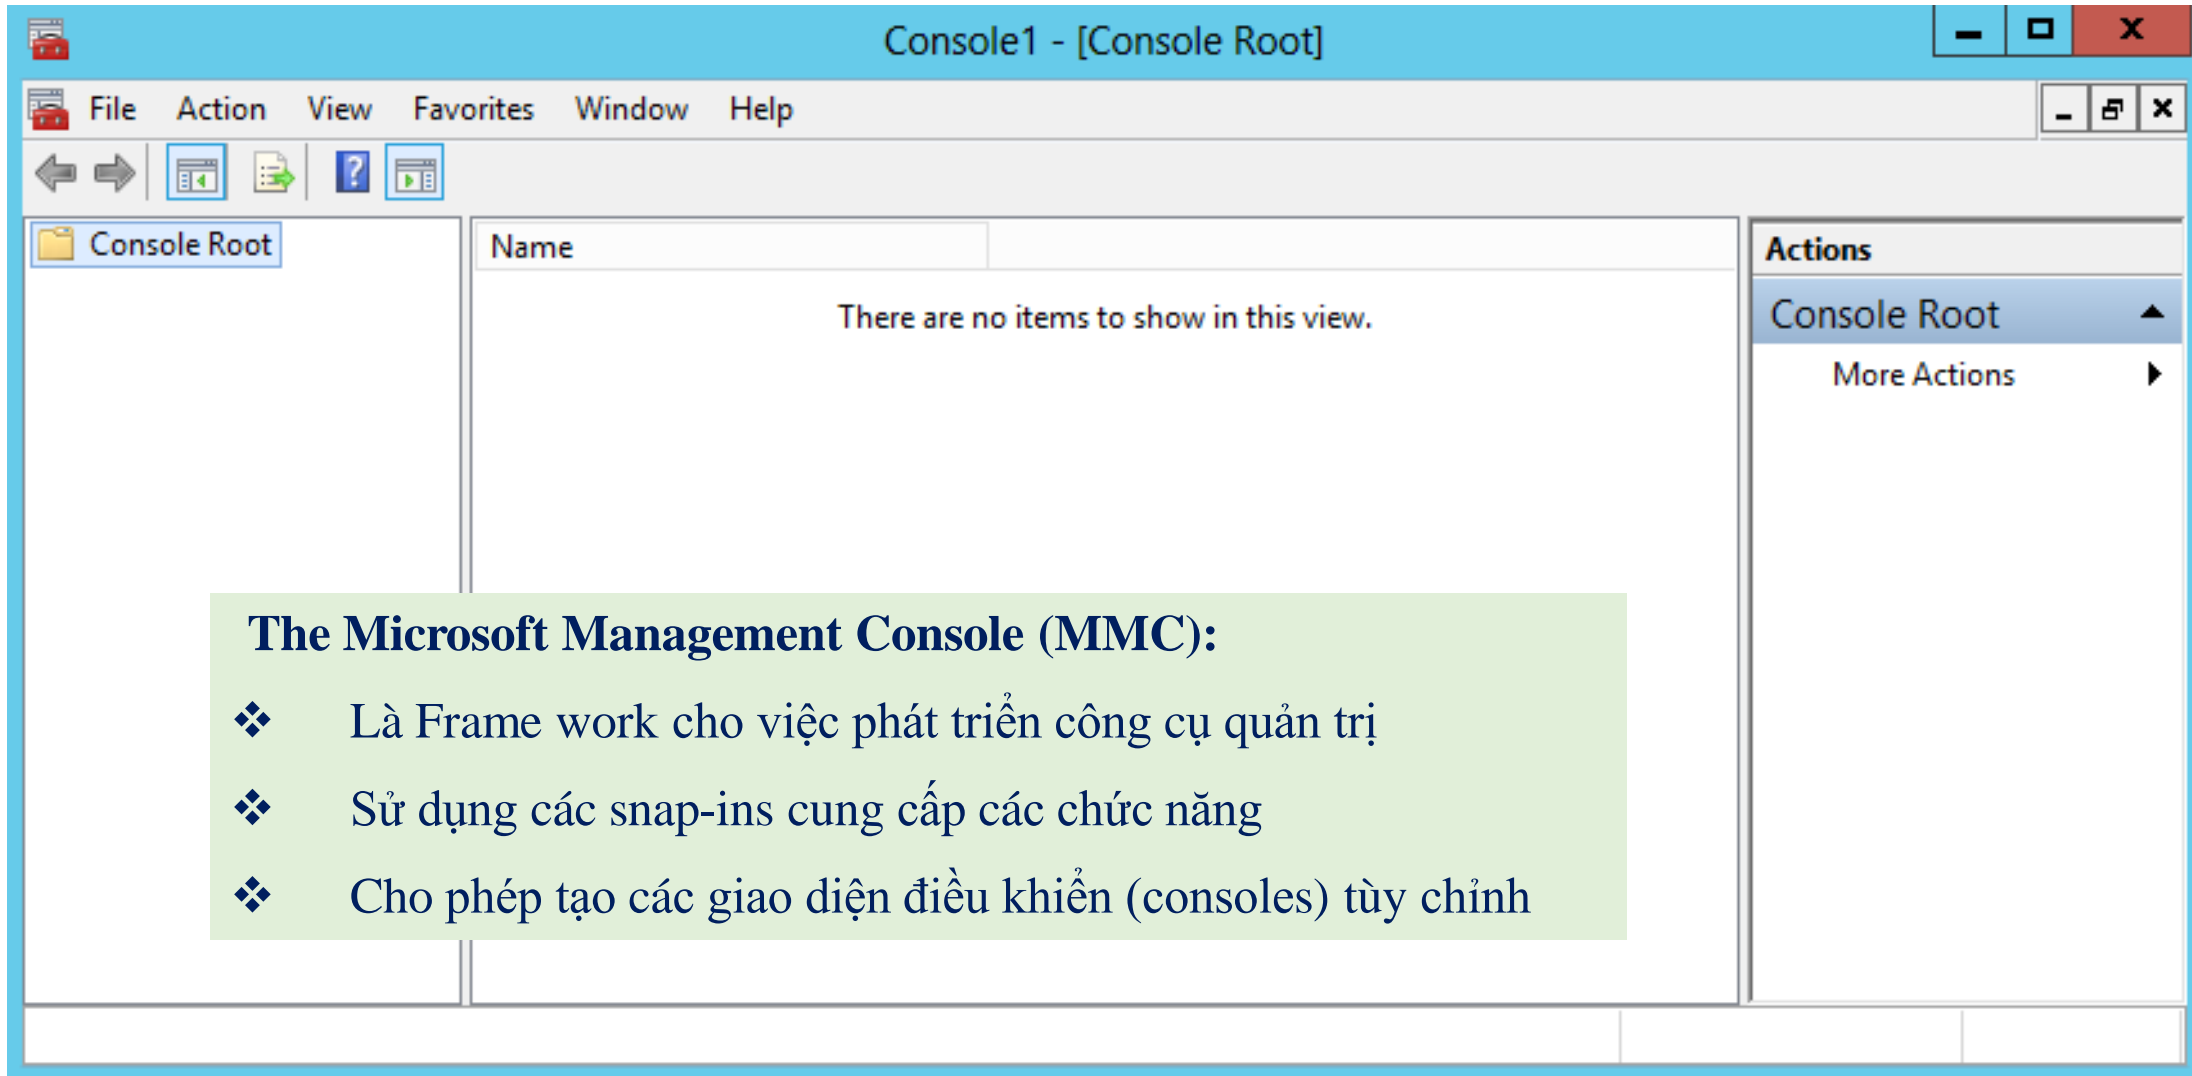 Console1 - [Console Root]
File Action View Favorites Window Help
Console Root
Name
There are no items to show in this view.
Actions
Console Root
More Actions
The Microsoft Management Console (MMC):
❖ Là Frame work cho việc phát triển công cụ quản trị
❖ Sử dụng các snap-ins cung cấp các chức năng
❖ Cho phép tạo các giao diện điều khiển (consoles) tùy chỉnh